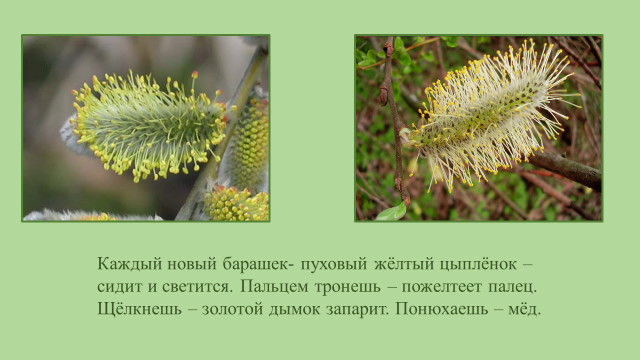 Каждый новый барашек- пуховый жёлтый цыплёнок –
сидит и светится. Пальцем тронешь – пожелтеет палец.
Щёлкнешь – золотой дымок запарит. Понюхаешь – мёд.